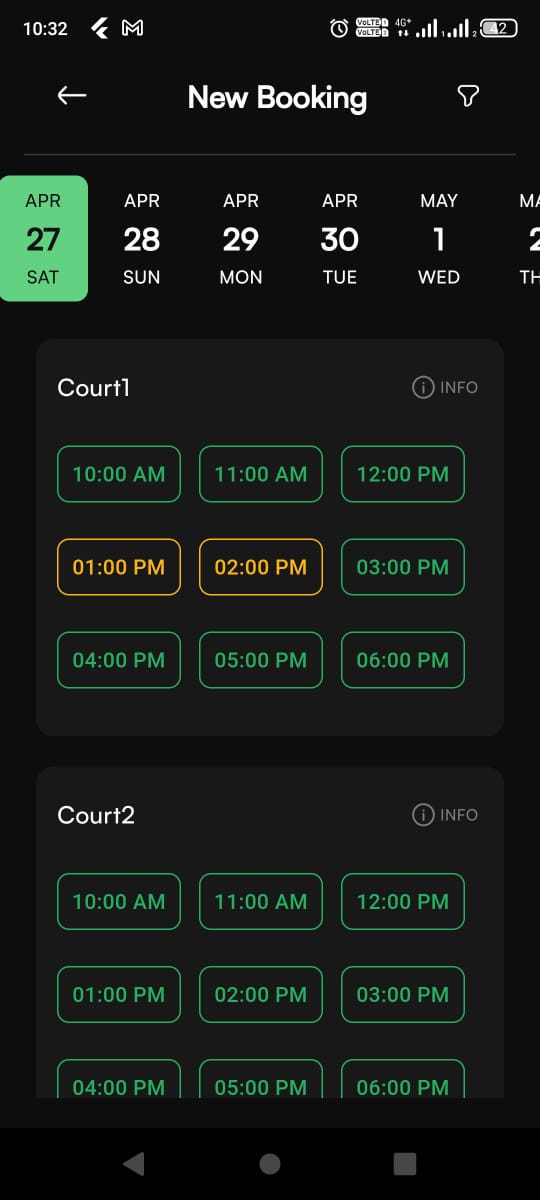 10:32 VoLTE VoLTE 4G+ 1 2 42
New Booking
APR APR APR APR MAY
27 28 29 30 1 2
SAT SUN MON TUE WED
Court1 INFO
10:00 AM 11:00 AM 12:00 PM
01:00 PM 02:00 PM 03:00 PM
04:00 PM 05:00 PM 06:00 PM
Court2 INFO
10:00 AM 11:00 AM 12:00 PM
01:00 PM 02:00 PM 03:00 PM
04:00 PM 05:00 PM 06:00 PM